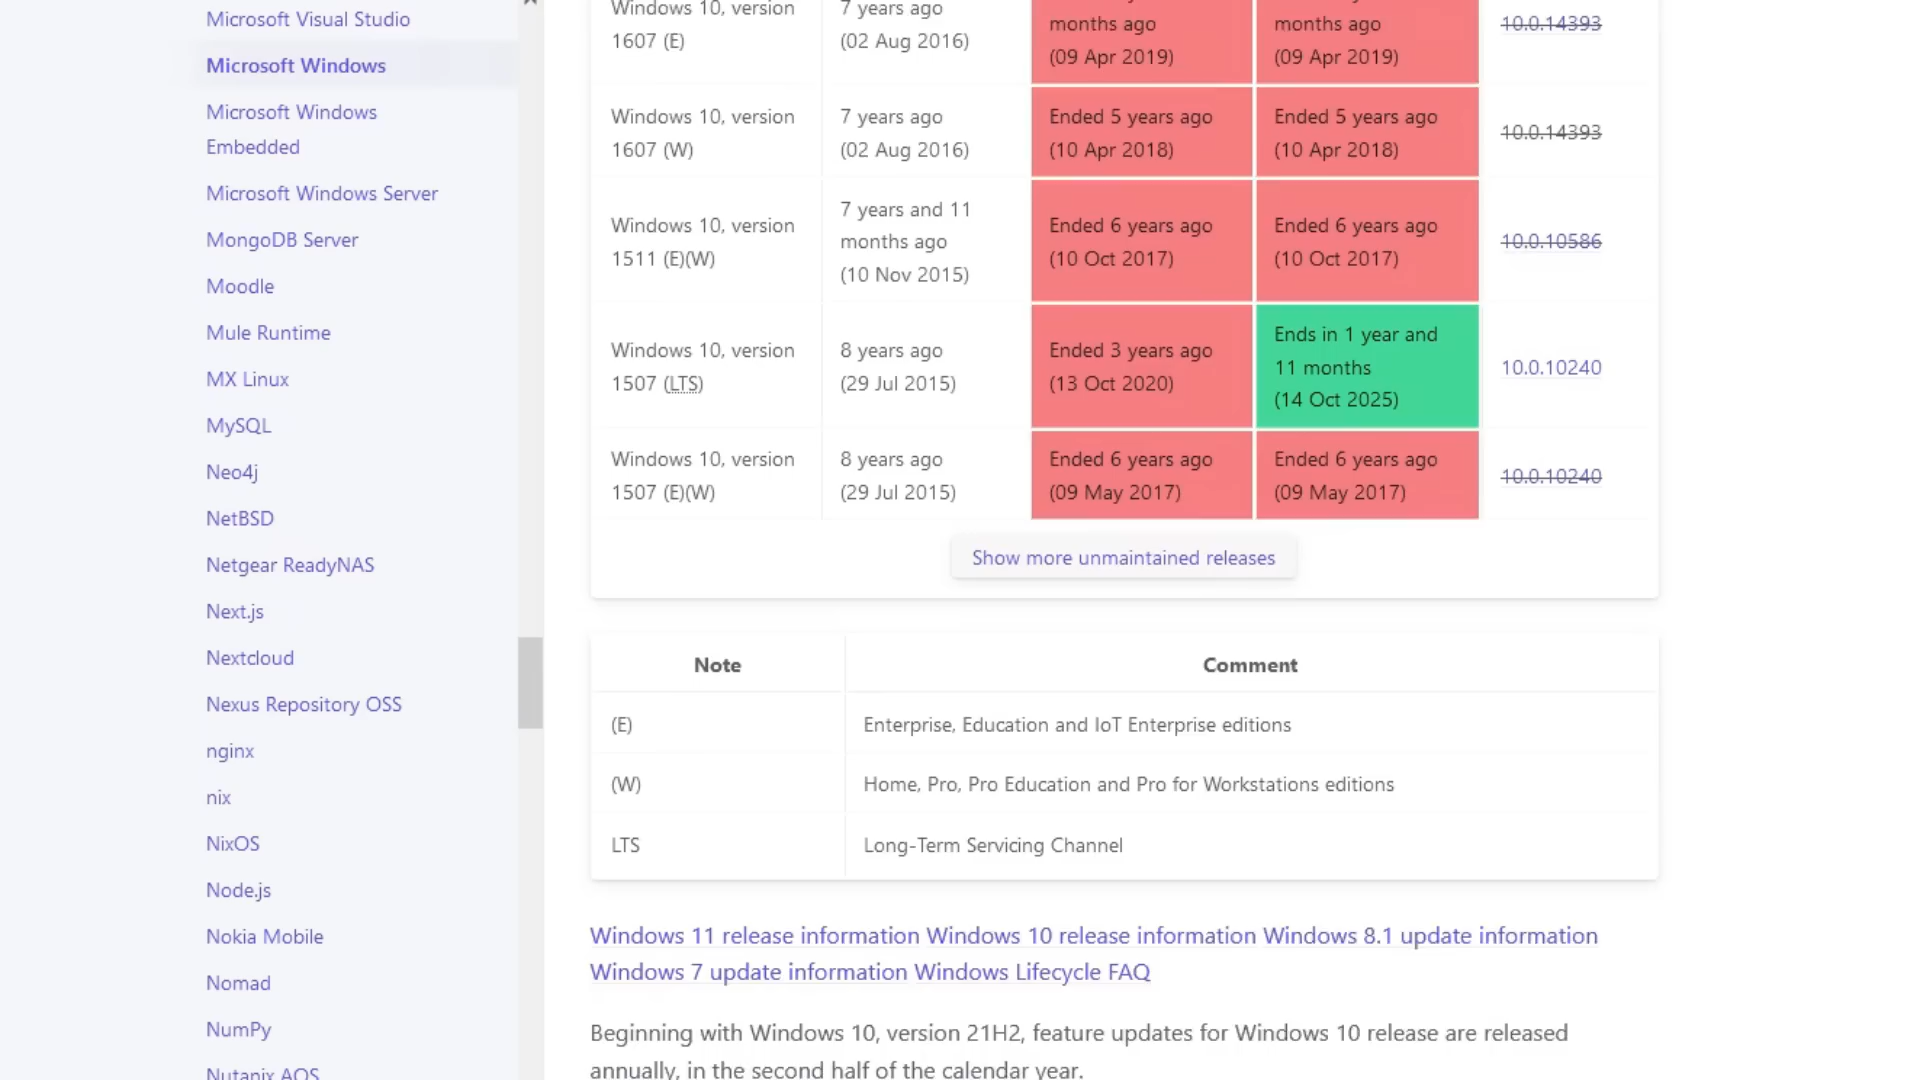 Microsoft Visual Studio
Microsoft Windows
Microsoft Windows
Embedded
Microsoft Windows Server
MongoDB Server
Moodle
Mule Runtime
MX Linux
MySQL
Neo4j
NetBSD
Netgear ReadyNAS
Next.js
Nextcloud
Nexus Repository OSS
nginx
nix
NixOS
Node.js
Nokia Mobile
Nomad
NumPy
Nutanix AOS
Windows 10, version
1607 (E)
7 years ago
(02 Aug 2016)
months ago
(09 Apr 2019)
months ago
(09 Apr 2019)
10.0.14393
Windows 10, version
1607 (W)
7 years ago
(02 Aug 2016)
Ended 5 years ago
(10 Apr 2018)
Ended 5 years ago
(10 Apr 2018)
10.0.14393
Windows 10, version
1511 (E)(W)
7 years and 11
months ago
(10 Nov 2015)
Ended 6 years ago
(10 Oct 2017)
Ended 6 years ago
(10 Oct 2017)
10.0.10586
Windows 10, version
1507 (LTS)
8 years ago
(29 Jul 2015)
Ended 3 years ago
(13 Oct 2020)
Ends in 1 year and
11 months
(14 Oct 2025)
10.0.10240
Windows 10, version
1507 (E)(W)
8 years ago
(29 Jul 2015)
Ended 6 years ago
(09 May 2017)
Ended 6 years ago
(09 May 2017)
10.0.10240
Show more unmaintained releases
Note
Comment
(E)
Enterprise, Education and IoT Enterprise editions
(W)
Home, Pro, Pro Education and Pro for Workstations editions
LTS
Long-Term Servicing Channel
Windows 11 release information Windows 10 release information Windows 8.1 update information
Windows 7 update information Windows Lifecycle FAQ
Beginning with Windows 10, version 21H2, feature updates for Windows 10 release are released
annually, in the second half of the calendar year.